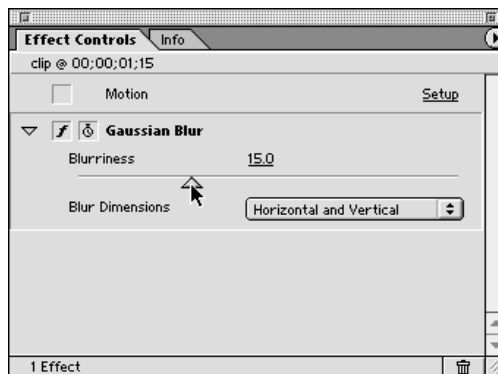 Effect Controls Info
clip @ 00;00;01;15
Motion Setup
f Gaussian Blur
Blurriness 15.0
Blur Dimensions Horizontal and Vertical
1 Effect